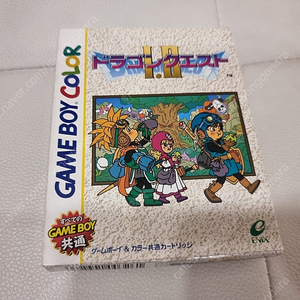 GAME BOY COLOR
ドラゴンクエスト
I・II
すべての
GAME BOY
共通
ゲームボーイ&カラー共通カートリッジ
ENIX